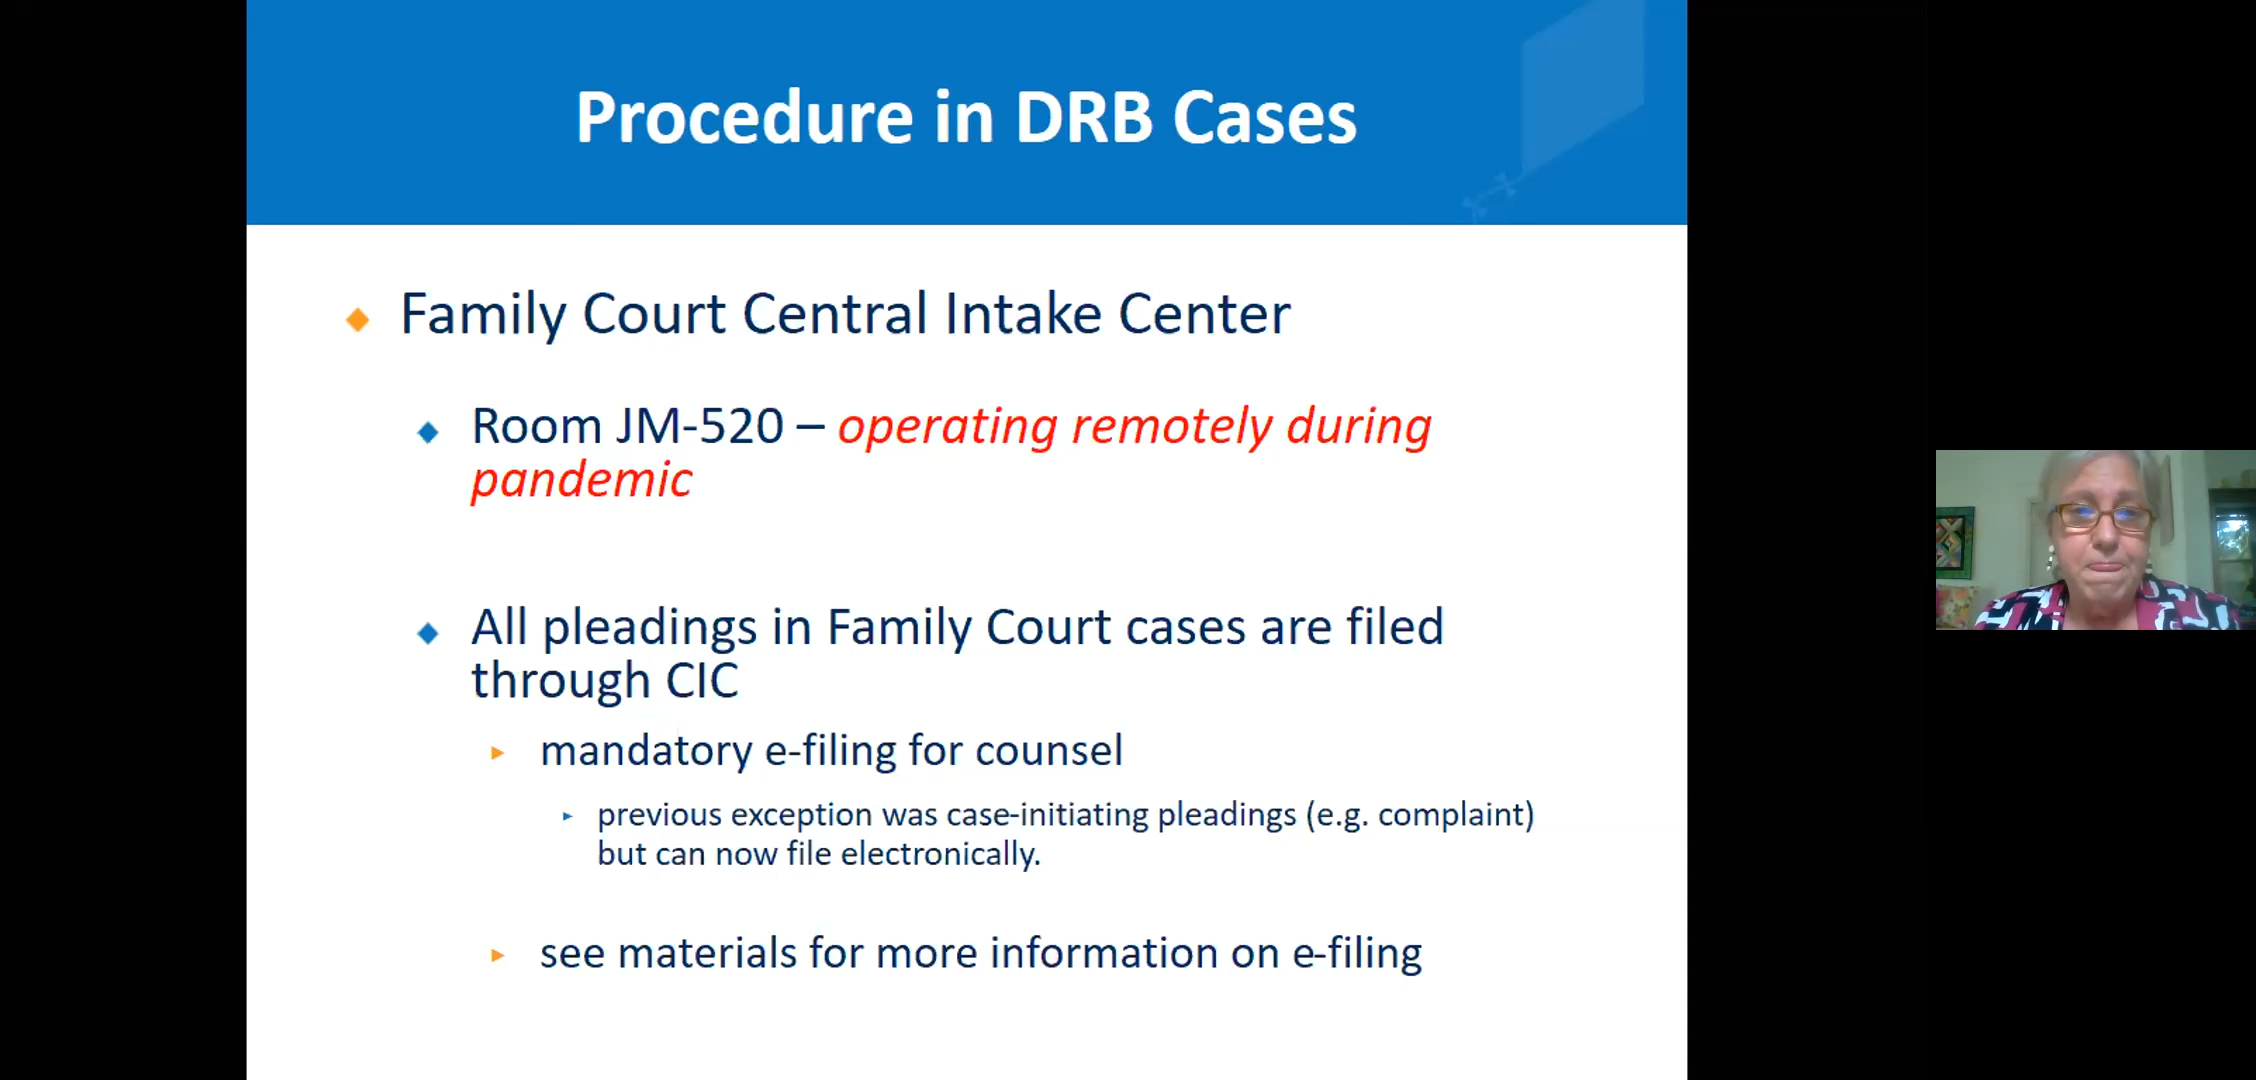 Procedure in DRB Cases
Family Court Central Intake Center
Room JM-520 – operating remotely during
pandemic
All pleadings in Family Court cases are filed
through CIC
mandatory e-filing for counsel
previous exception was case-initiating pleadings (e.g. complaint)
but can now file electronically.
see materials for more information on e-filing